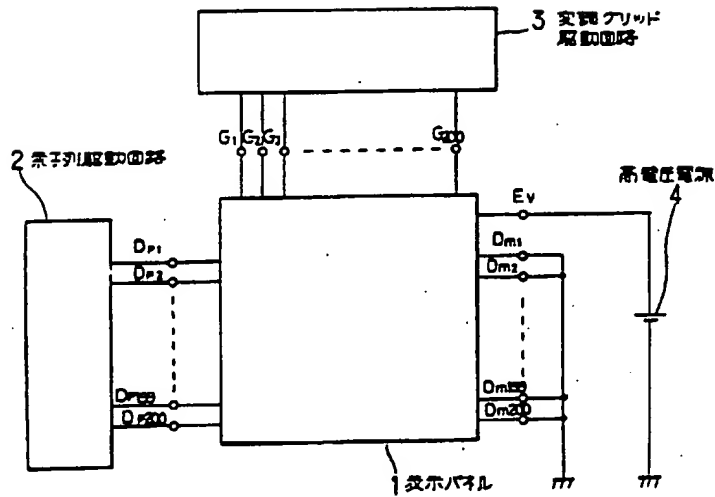 3 変調グリッド
駆動回路
G1 G2 G3 G200
2 素子列駆動回路
高電圧電源
4
Ev
Dp1
Dm1
Dp2
Dm2
Dp199
Dm199
Dp200
Dm200
1 表示パネル